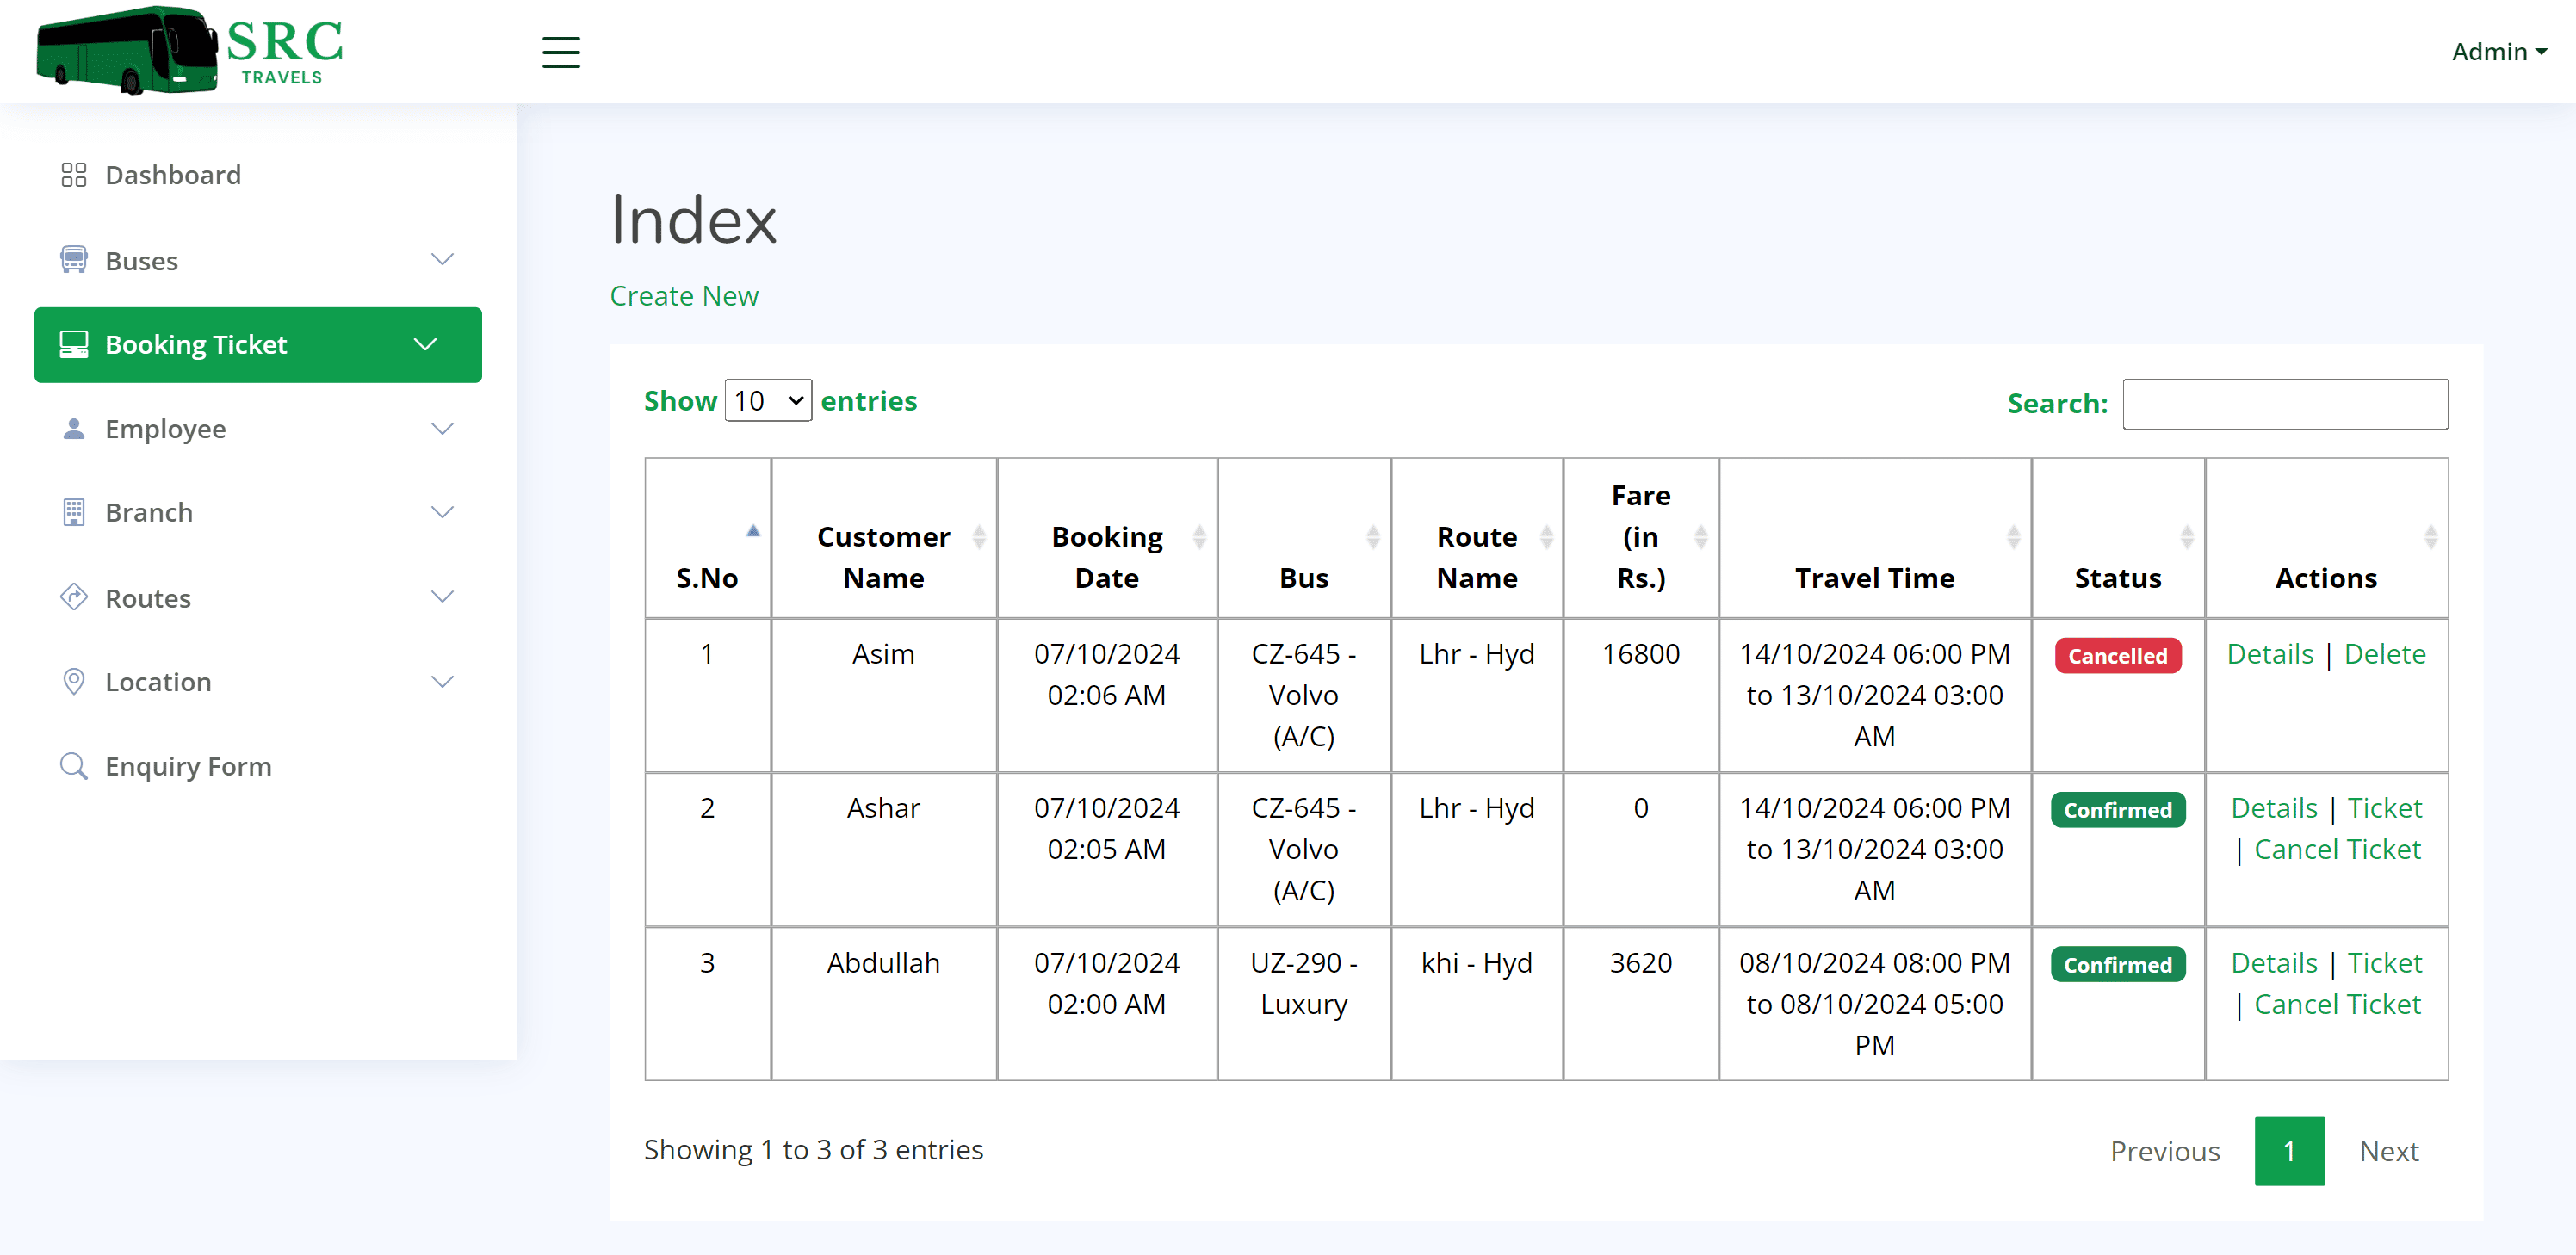 SRC
TRAVELS
Admin
Dashboard
Buses
Booking Ticket
Employee
Branch
Routes
Location
Enquiry Form
Index
Create New
Show 10 entries
Search:
S.No
Customer
Name
Booking
Date
Bus
Route
Name
Fare
(in
Rs.)
Travel Time
Status
Actions
1
Asim
07/10/2024
02:06 AM
CZ-645 -
Volvo
(A/C)
Lhr - Hyd
16800
14/10/2024 06:00 PM
to 13/10/2024 03:00
AM
Cancelled
Details | Delete
2
Ashar
07/10/2024
02:05 AM
CZ-645 -
Volvo
(A/C)
Lhr - Hyd
0
14/10/2024 06:00 PM
to 13/10/2024 03:00
AM
Confirmed
Details | Ticket
| Cancel Ticket
3
Abdullah
07/10/2024
02:00 AM
UZ-290 -
Luxury
khi - Hyd
3620
08/10/2024 08:00 PM
to 08/10/2024 05:00
PM
Confirmed
Details | Ticket
| Cancel Ticket
Showing 1 to 3 of 3 entries
Previous 1 Next